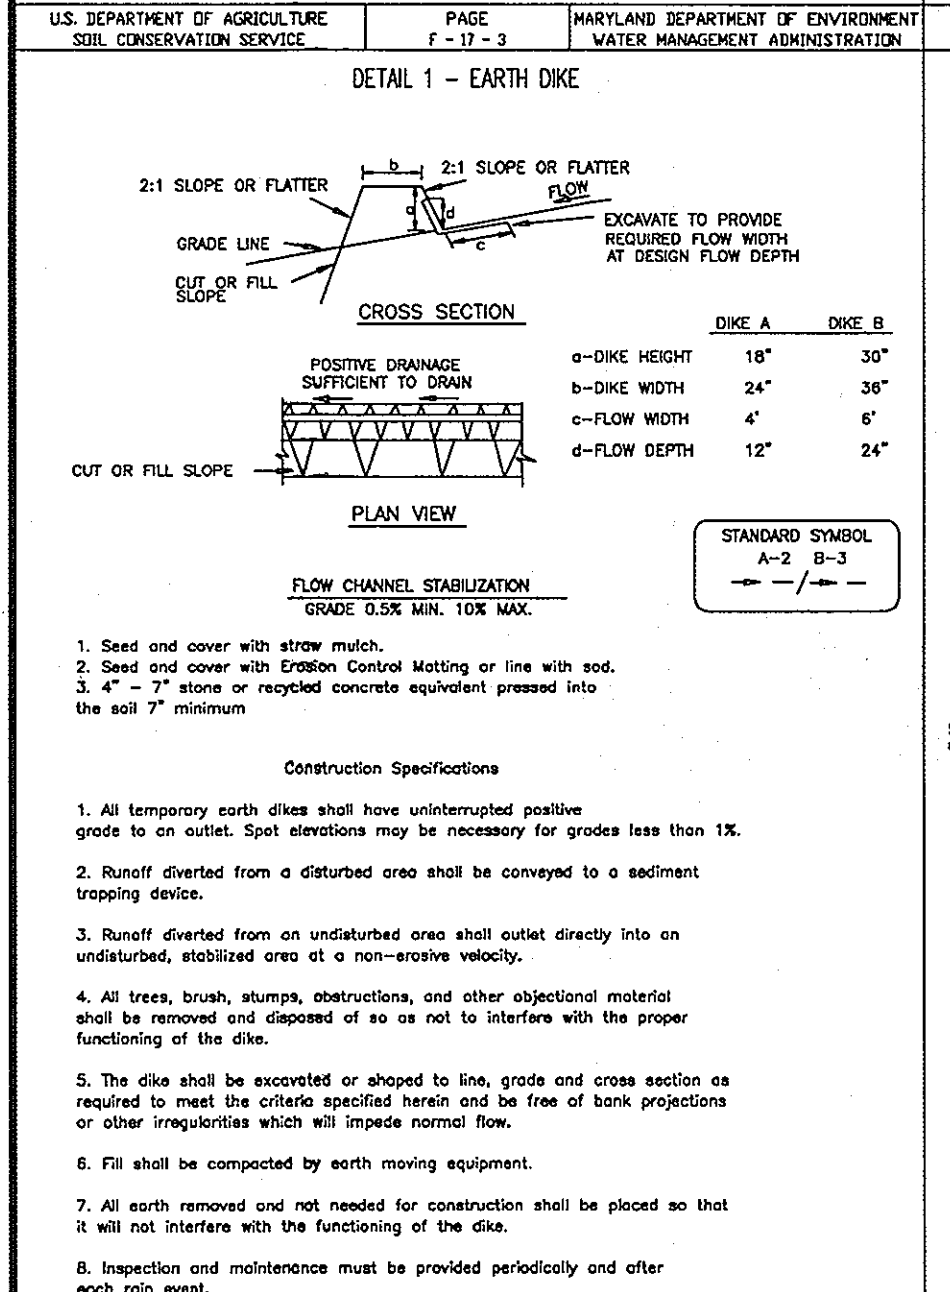 U.S. DEPARTMENT OF AGRICULTURE
SOIL CONSERVATION SERVICE
PAGE
F - 17 - 3
MARYLAND DEPARTMENT OF ENVIRONMENT
WATER MANAGEMENT ADMINISTRATION
DETAIL 1 - EARTH DIKE
b
2:1 SLOPE OR FLATTER
2:1 SLOPE OR FLATTER
FLOW
a
d
c
EXCAVATE TO PROVIDE
REQUIRED FLOW WIDTH
AT DESIGN FLOW DEPTH
GRADE LINE
CUT OR FILL
SLOPE
CROSS SECTION
DIKE A DIKE B
a-DIKE HEIGHT 18" 30"
b-DIKE WIDTH 24" 36"
c-FLOW WIDTH 4' 6'
d-FLOW DEPTH 12" 24"
POSITIVE DRAINAGE
SUFFICIENT TO DRAIN
CUT OR FILL SLOPE
PLAN VIEW
STANDARD SYMBOL
A-2 B-3
FLOW CHANNEL STABILIZATION
GRADE 0.5% MIN. 10% MAX.
1. Seed and cover with straw mulch.
2. Seed and cover with Erosion Control Matting or line with sod.
3. 4" - 7" stone or recycled concrete equivalent pressed into
the soil 7" minimum
Construction Specifications
1. All temporary earth dikes shall have uninterrupted positive
grade to an outlet. Spot elevations may be necessary for grades less than 1%.
2. Runoff diverted from a disturbed area shall be conveyed to a sediment
trapping device.
3. Runoff diverted from an undisturbed area shall outlet directly into an
undisturbed, stabilized area at a non-erosive velocity.
4. All trees, brush, stumps, obstructions, and other objectional material
shall be removed and disposed of so as not to interfere with the proper
functioning of the dike.
5. The dike shall be excavated or shaped to line, grade and cross section as
required to meet the criteria specified herein and be free of bank projections
or other irregularities which will impede normal flow.
6. Fill shall be compacted by earth moving equipment.
7. All earth removed and not needed for construction shall be placed so that
it will not interfere with the functioning of the dike.
8. Inspection and maintenance must be provided periodically and after
each rain event.